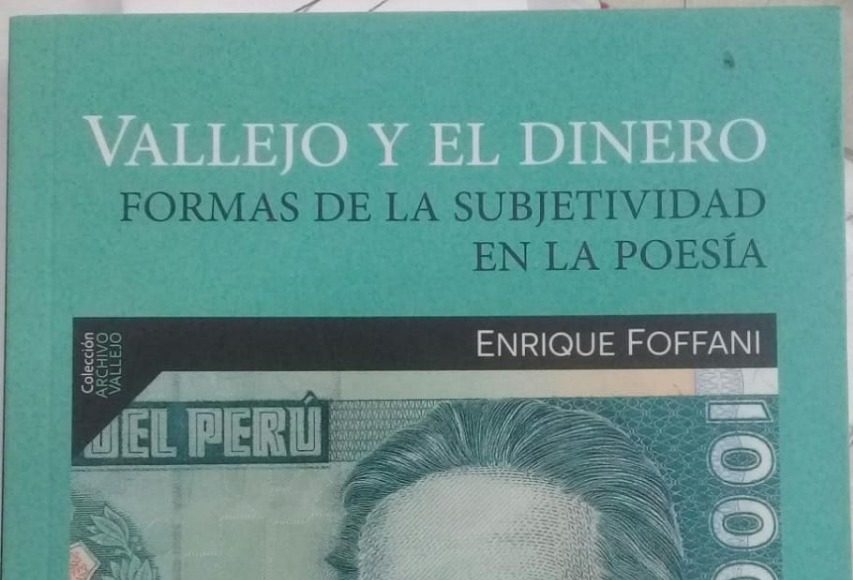 VALLEJO Y EL DINERO
FORMAS DE LA SUBJETIVIDAD
EN LA POESÍA
ENRIQUE FOFFANI
Colección
ARCHIVO
VALLEJO
DEL PERÚ